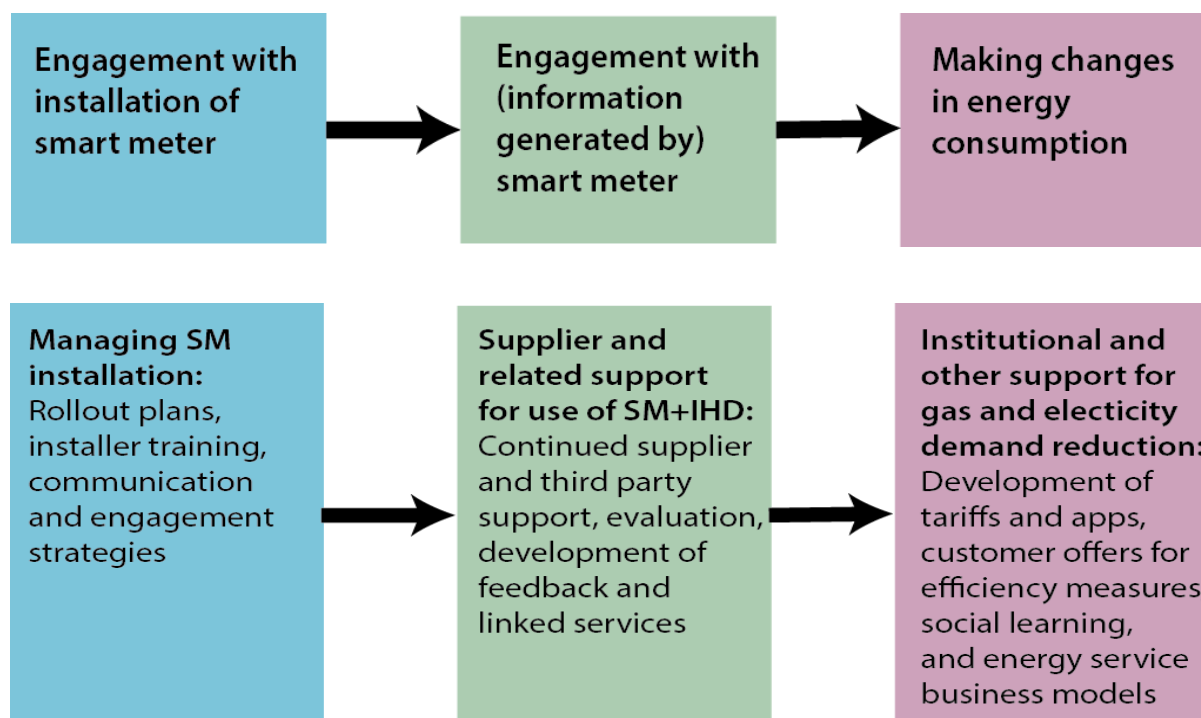 Engagement with
installation of
smart meter
Engagement with
(information
generated by)
smart meter
Making changes
in energy
consumption
Managing SM
installation:
Rollout plans,
installer training,
communication
and engagement
strategies
Supplier and
related support
for use of SM+IHD:
Continued supplier
and third party
support, evaluation,
development of
feedback and
linked services
Institutional and
other support for
gas and electicity
demand reduction:
Development of
tariffs and apps,
customer offers for
efficiency measures
social learning,
and energy service
business models